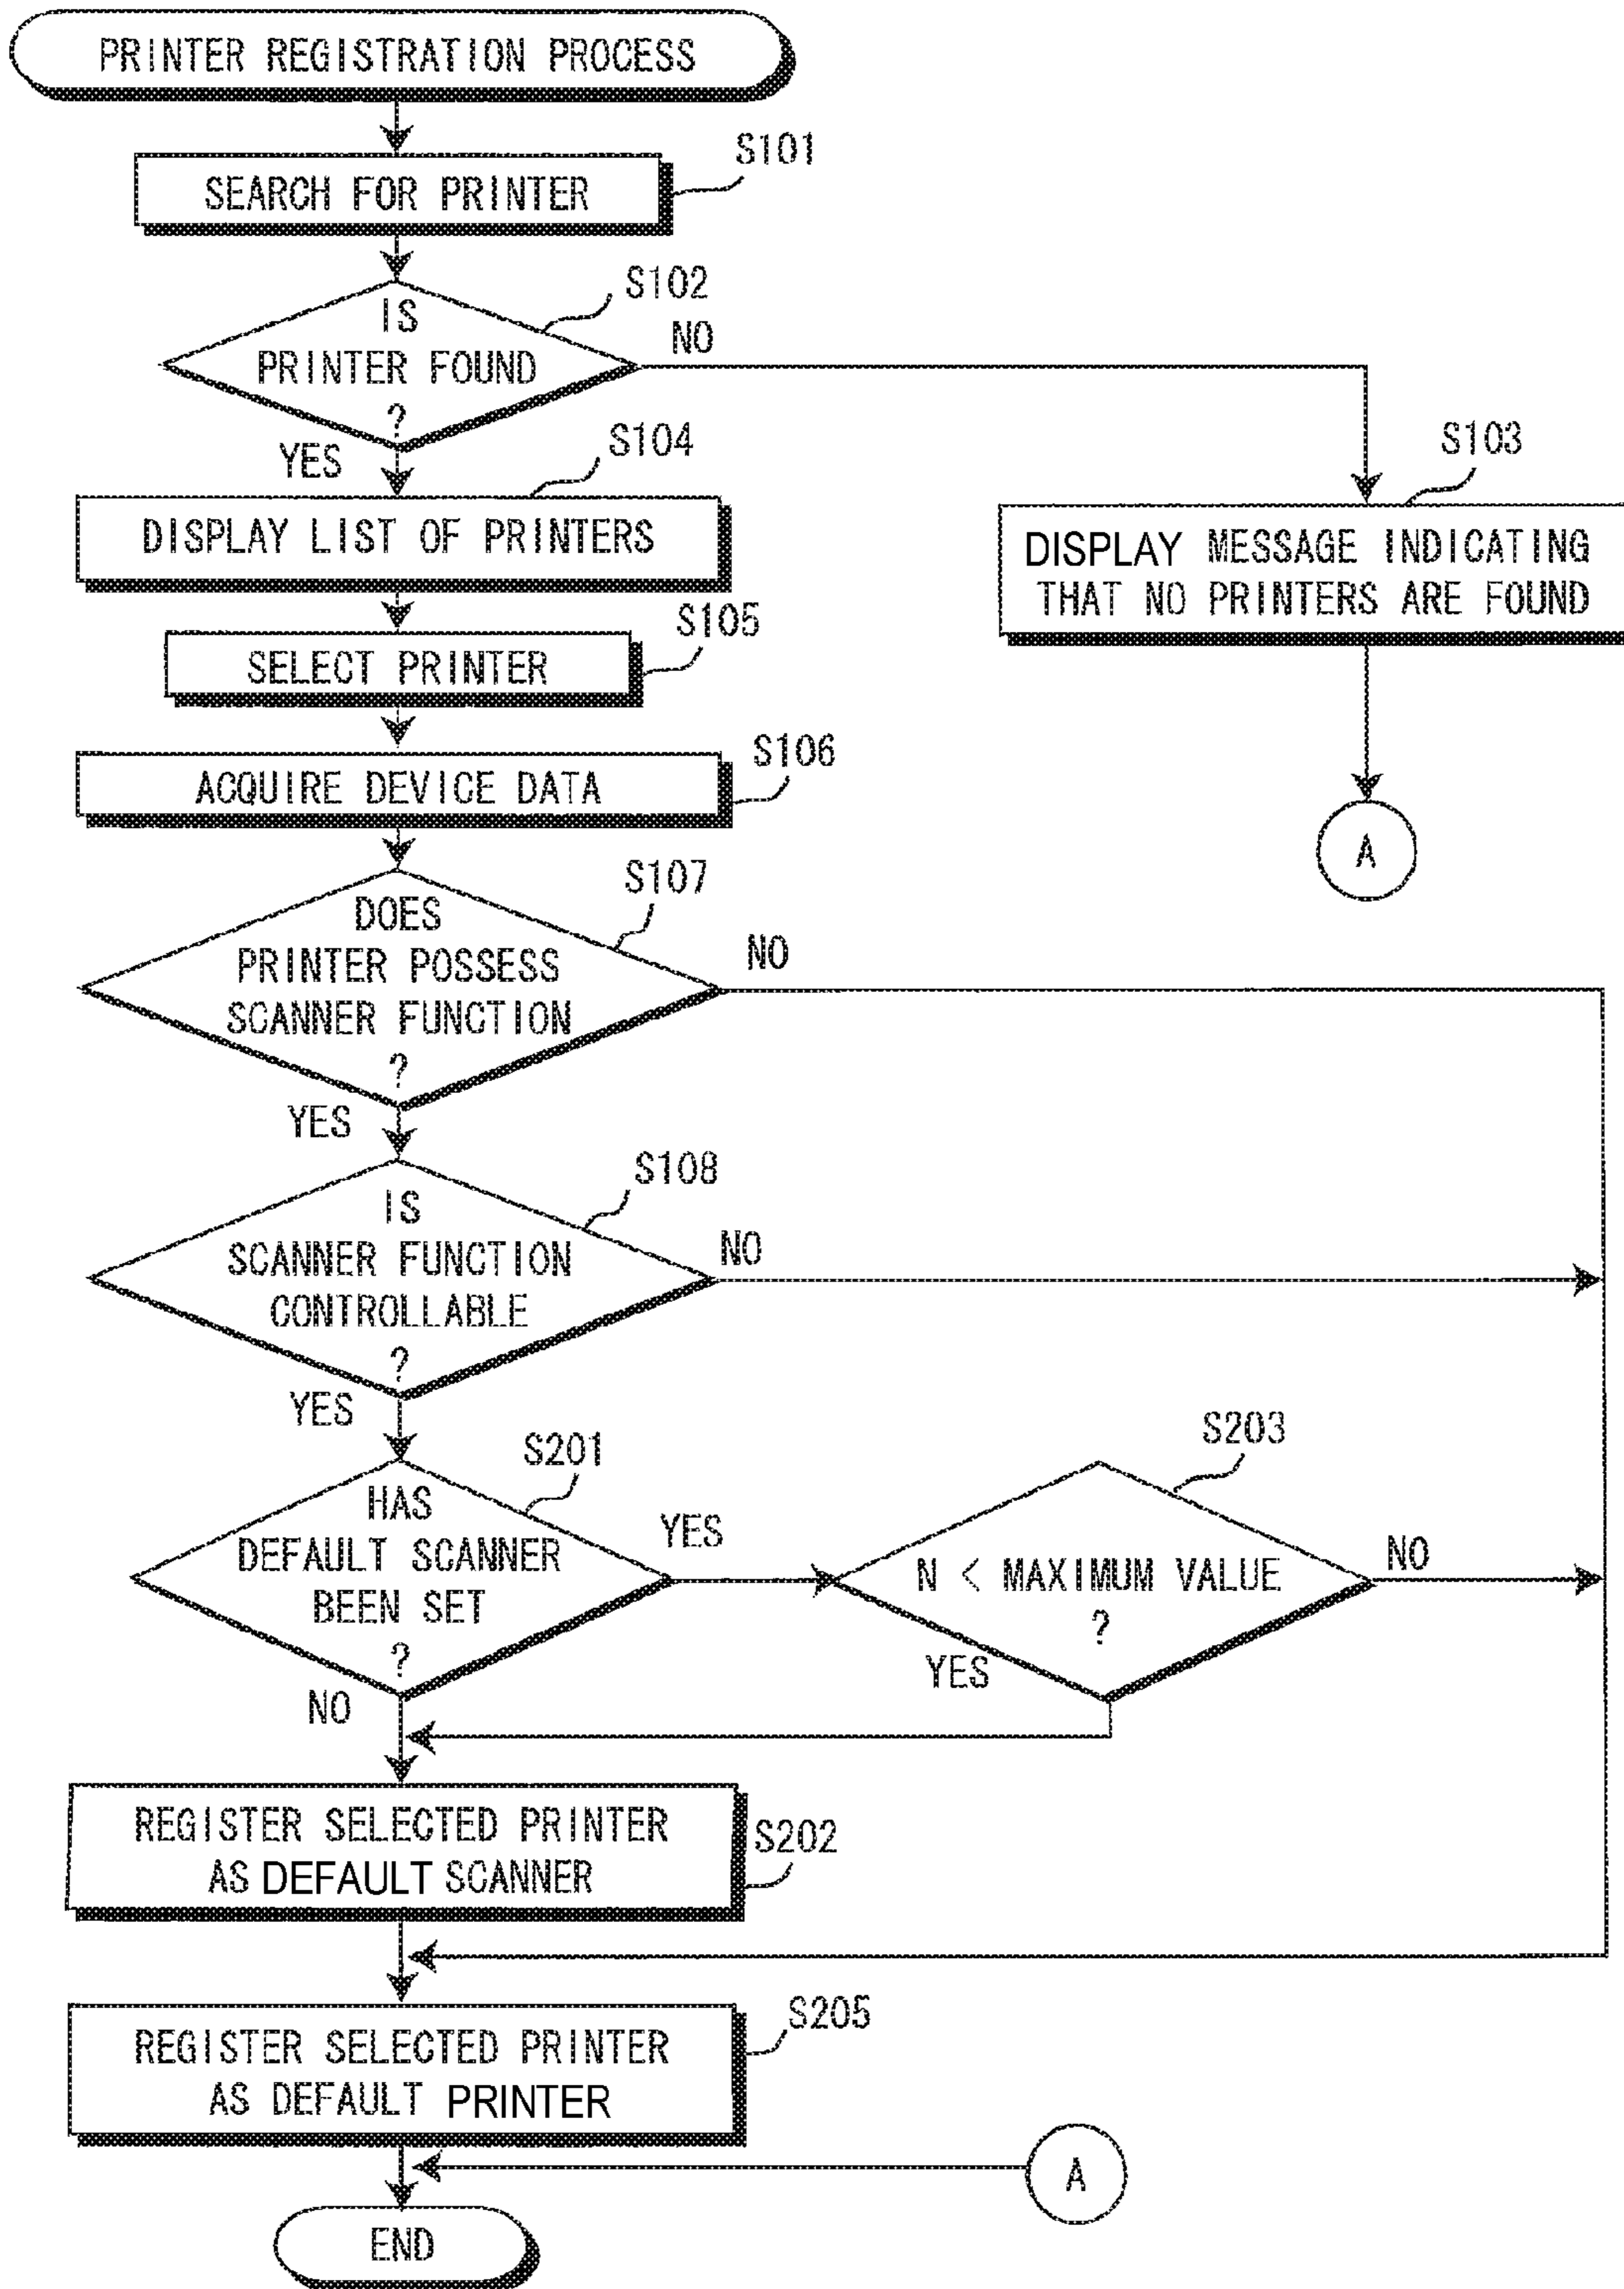 PRINTER REGISTRATION PROCESS
S101
SEARCH FOR PRINTER
S102
IS
PRINTER FOUND
?
NO
YES
S104
DISPLAY LIST OF PRINTERS
S103
DISPLAY MESSAGE INDICATING
THAT NO PRINTERS ARE FOUND
S105
SELECT PRINTER
S106
ACQUIRE DEVICE DATA
A
S107
DOES
PRINTER POSSESS
SCANNER FUNCTION
?
NO
YES
S108
IS
SCANNER FUNCTION
CONTROLLABLE
?
NO
YES
S201
HAS
DEFAULT SCANNER
BEEN SET
?
YES
NO
S203
N < MAXIMUM VALUE
?
NO
YES
REGISTER SELECTED PRINTER
AS DEFAULT SCANNER
S202
REGISTER SELECTED PRINTER
AS DEFAULT PRINTER
S205
A
END